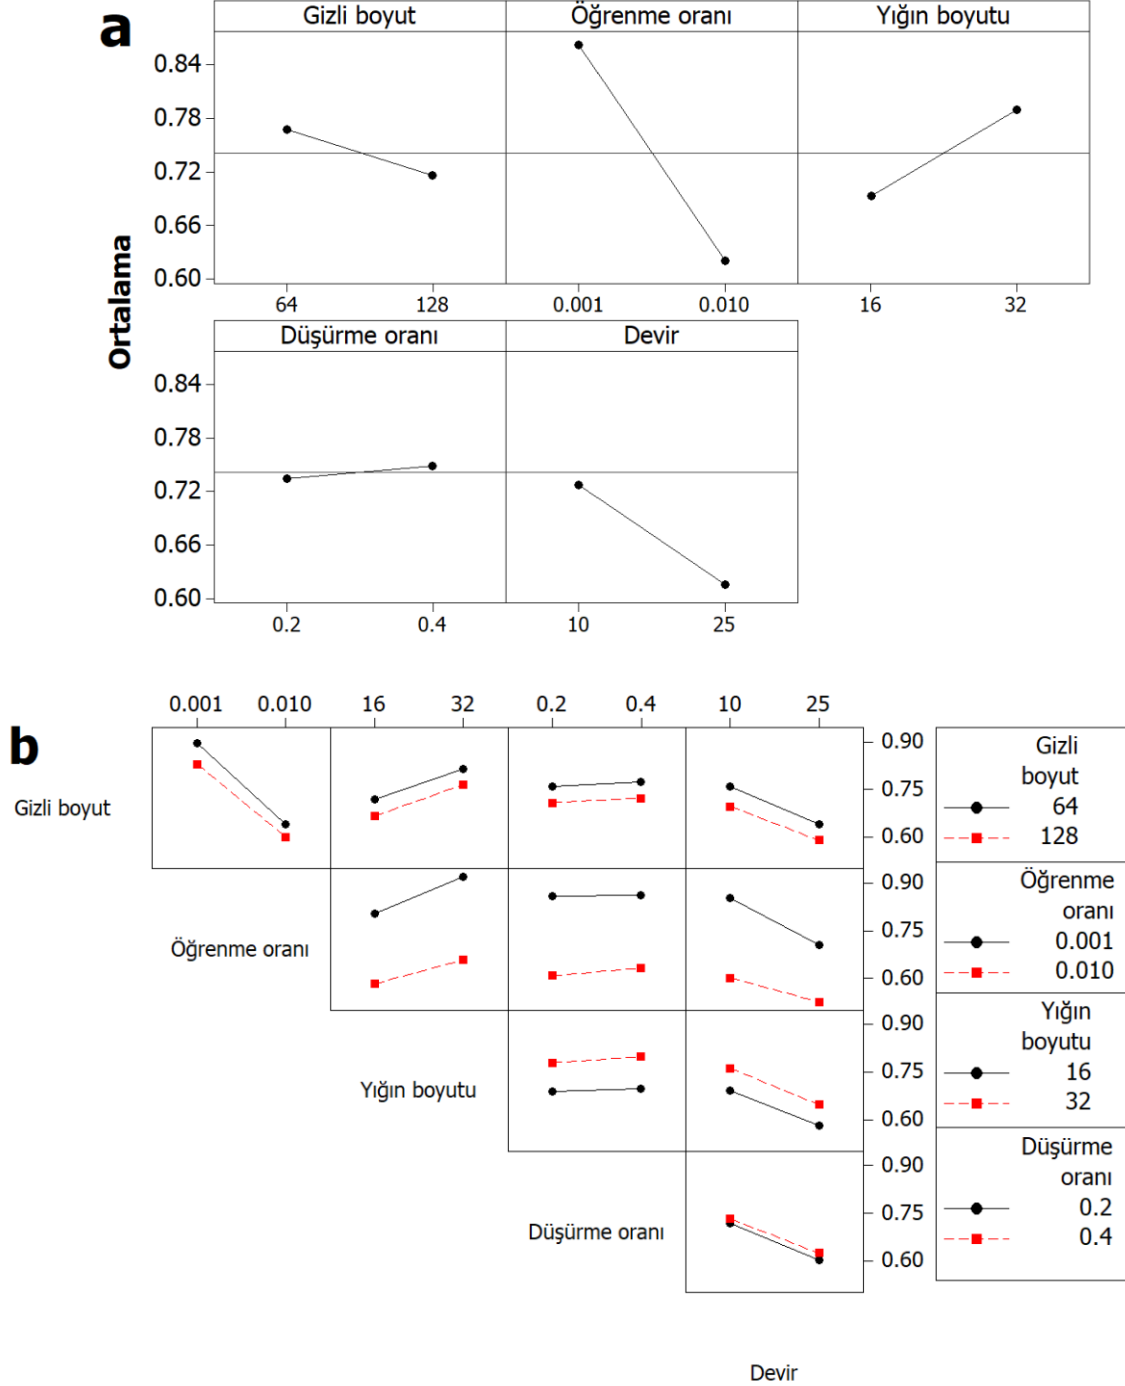 a
Gizli boyut Öğrenme oranı Yığın boyutu
0.84
0.78
0.72
0.66
0.60
64 128 0.001 0.010 16 32
Ortalama
Düşürme oranı Devir
0.84
0.78
0.72
0.66
0.60
0.2 0.4 10 25
b
0.001 0.010 16 32 0.2 0.4 10 25
Gizli boyut
0.90
0.75
0.60
Gizli
boyut
64
128
Öğrenme oranı
0.90
0.75
0.60
Öğrenme
oranı
0.001
0.010
Yığın boyutu
0.90
0.75
0.60
Yığın
boyutu
16
32
Düşürme oranı
0.90
0.75
0.60
Düşürme
oranı
0.2
0.4
Devir